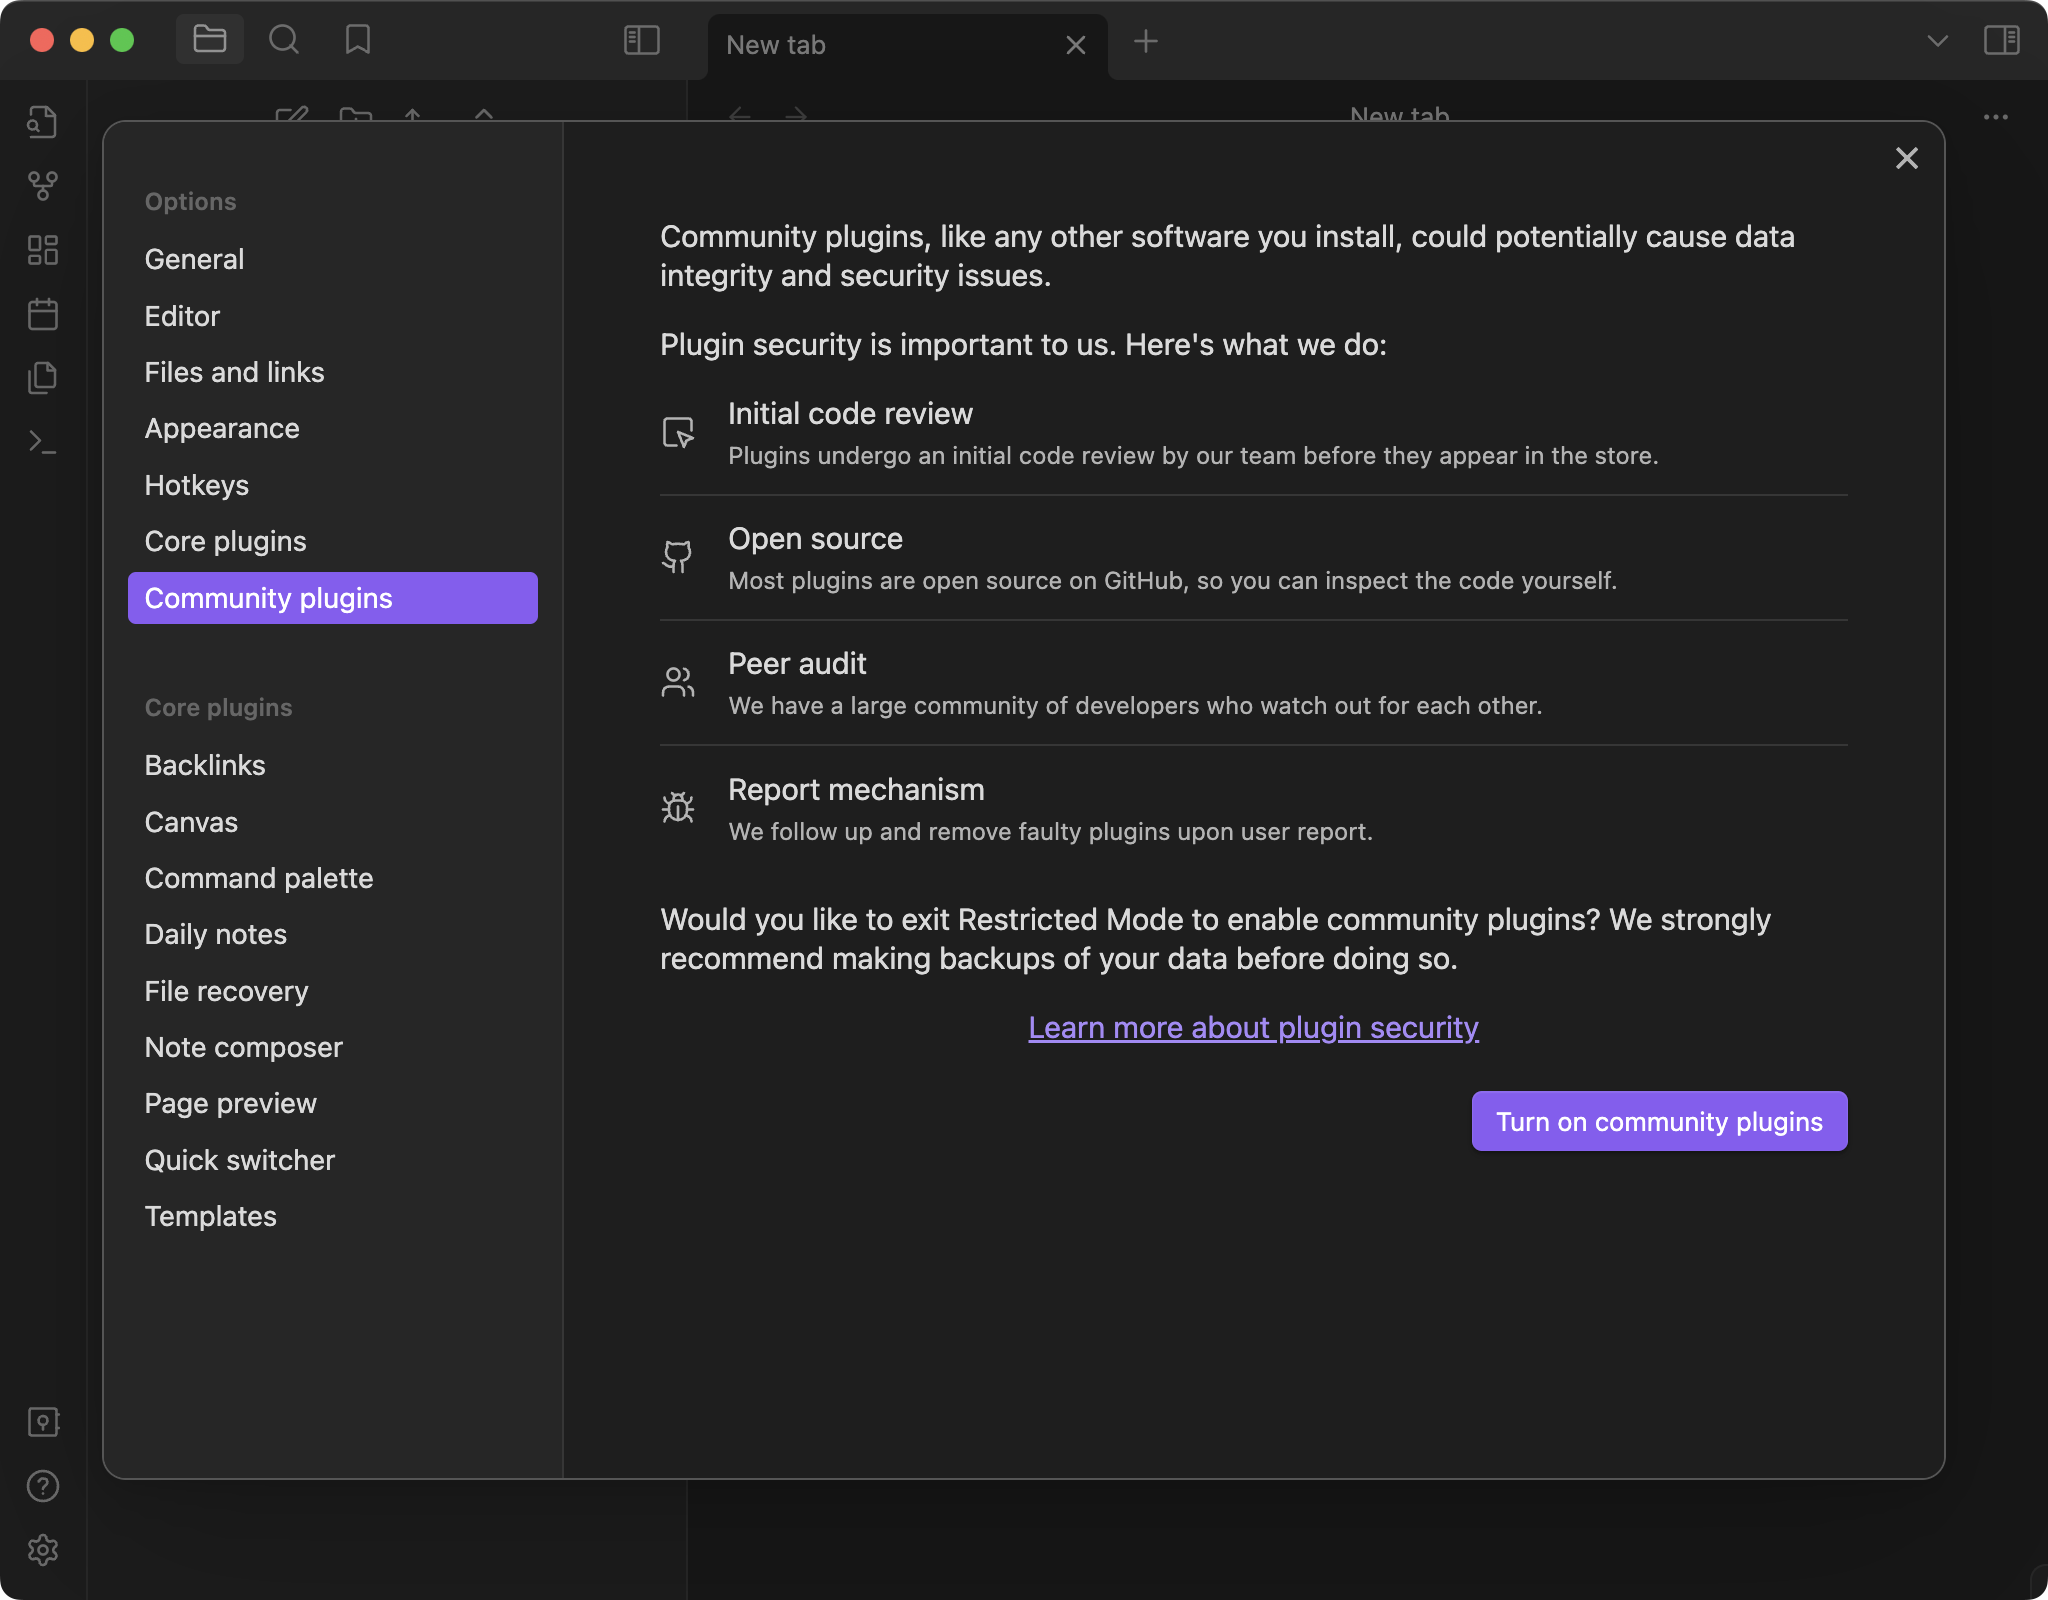 New tab
New tab
Options
General
Editor
Files and links
Appearance
Hotkeys
Core plugins
Community plugins
Core plugins
Backlinks
Canvas
Command palette
Daily notes
File recovery
Note composer
Page preview
Quick switcher
Templates
Community plugins, like any other software you install, could potentially cause data
integrity and security issues.
Plugin security is important to us. Here's what we do:
Initial code review
Plugins undergo an initial code review by our team before they appear in the store.
Open source
Most plugins are open source on GitHub, so you can inspect the code yourself.
Peer audit
We have a large community of developers who watch out for each other.
Report mechanism
We follow up and remove faulty plugins upon user report.
Would you like to exit Restricted Mode to enable community plugins? We strongly
recommend making backups of your data before doing so.
Learn more about plugin security
Turn on community plugins